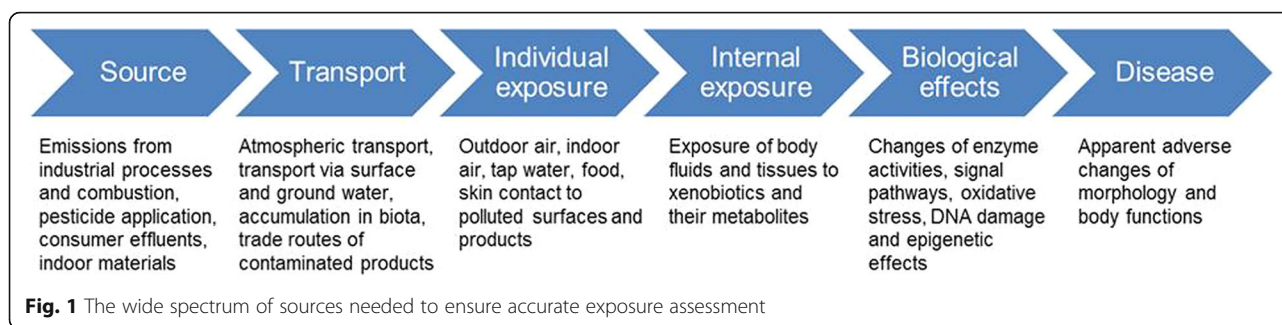 Source
Transport
Individual
exposure
Internal
exposure
Biological
effects
Disease
Emissions from
industrial processes
and combustion,
pesticide application,
consumer effluents,
indoor materials
Atmospheric transport,
transport via surface
and ground water,
accumulation in biota,
trade routes of
contaminated products
Outdoor air, indoor
air, tap water, food,
skin contact to
polluted surfaces and
products
Exposure of body
fluids and tissues to
xenobiotics and
their metabolites
Changes of enzyme
activities, signal
pathways, oxidative
stress, DNA damage
and epigenetic
effects
Apparent adverse
changes of
morphology and
body functions
Fig. 1 The wide spectrum of sources needed to ensure accurate exposure assessment